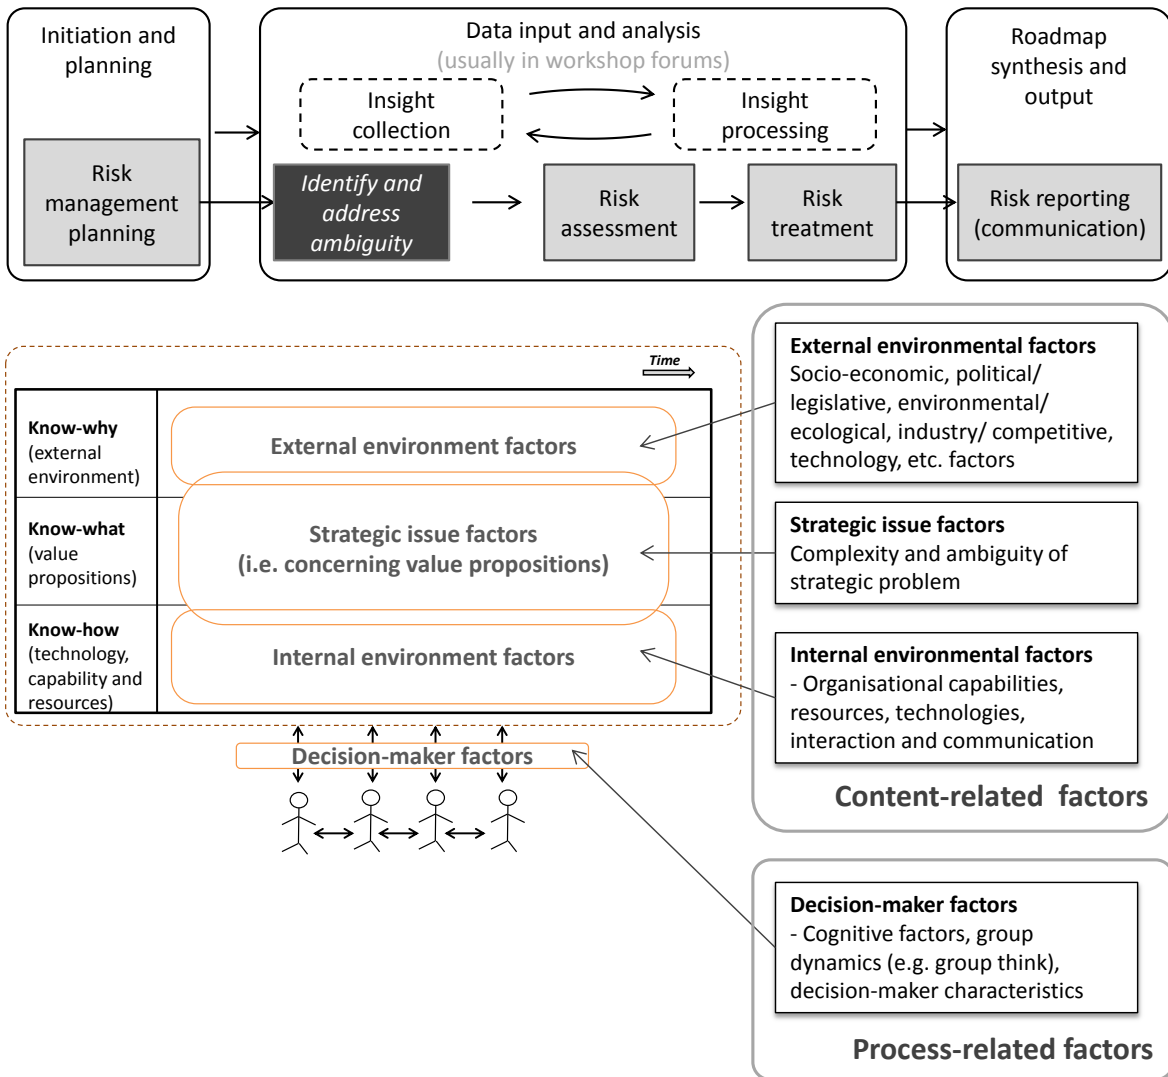 Initiation and
planning
Risk
management
planning
Data input and analysis
(usually in workshop forums)
Insight
collection
Insight
processing
Identify and
address
ambiguity
Risk
assessment
Risk
treatment
Roadmap
synthesis and
output
Risk reporting
(communication)
Time
Know-why
(external
environment)
External environment factors
Know-what
(value
propositions)
Strategic issue factors
(i.e. concerning value propositions)
Know-how
(technology,
capability and
resources)
Internal environment factors
Decision-maker factors
External environmental factors
Socio-economic, political/
legislative, environmental/
ecological, industry/ competitive,
technology, etc. factors
Strategic issue factors
Complexity and ambiguity of
strategic problem
Internal environmental factors
- Organisational capabilities,
resources, technologies,
interaction and communication
Content-related factors
Decision-maker factors
- Cognitive factors, group
dynamics (e.g. group think),
decision-maker characteristics
Process-related factors